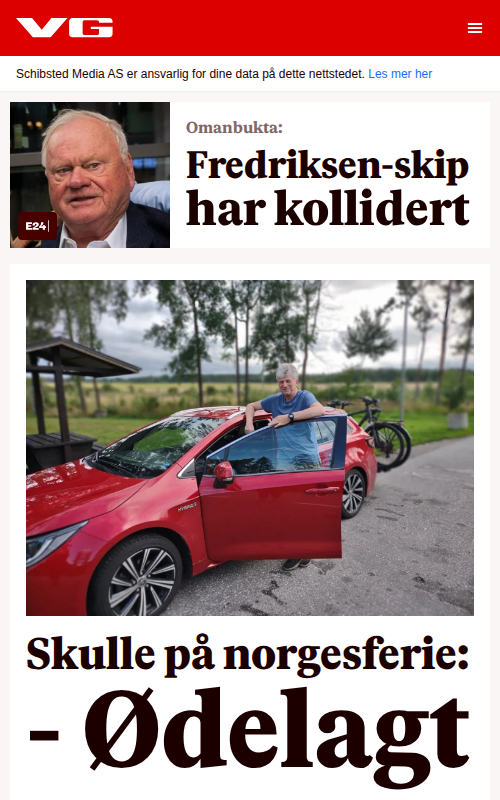 VG
Schibsted Media AS er ansvarlig for dine data på dette nettstedet. Les mer her
Omanbukta:
Fredriksen-skip
har kollidert
E24
HYBRID
Skulle på norgesferie:
- Ødelagt